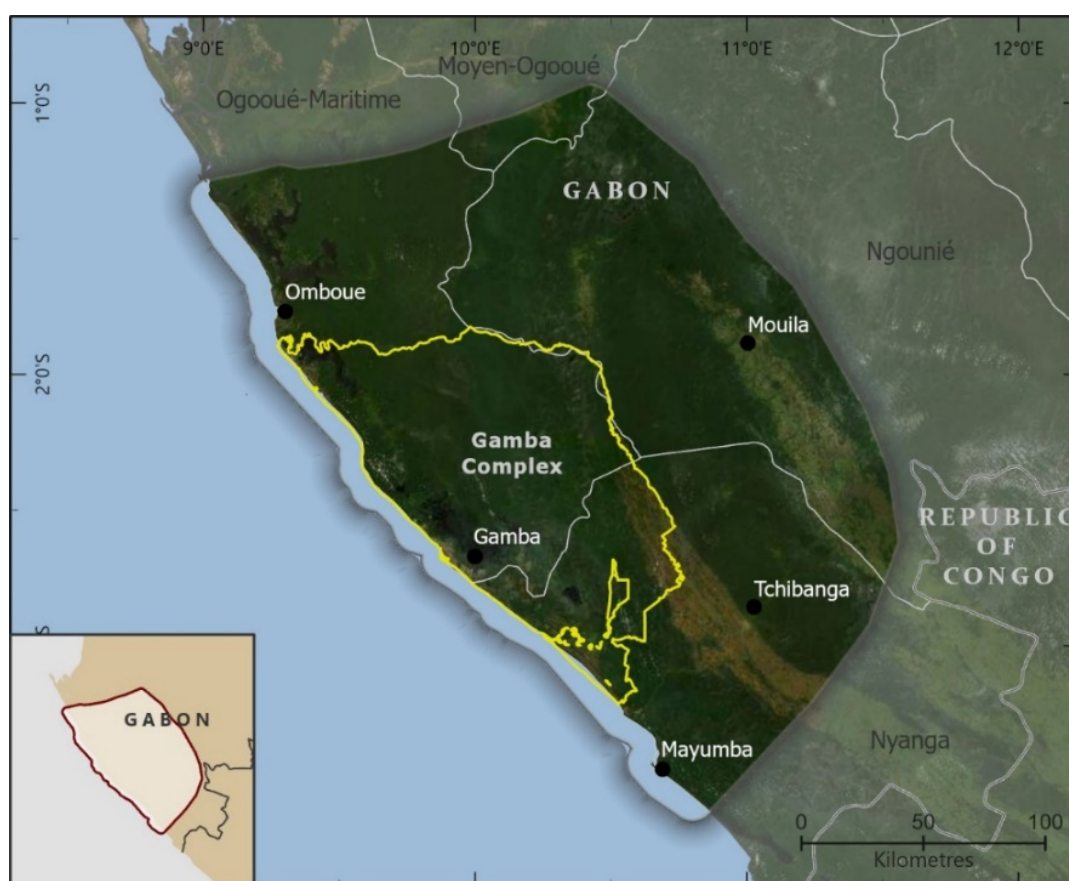 9°0'E
10°0'E
11°0'E
12°0'E
Moyen-Ogooué
Ogooué-Maritime
1°0'S
GABON
Ngounié
Omboue
Mouila
2°0'S
Gamba
Complex
REPUBLIC
OF
CONGO
Gamba
Tchibanga
GABON
Nyanga
Mayumba
0
50
100
Kilometres